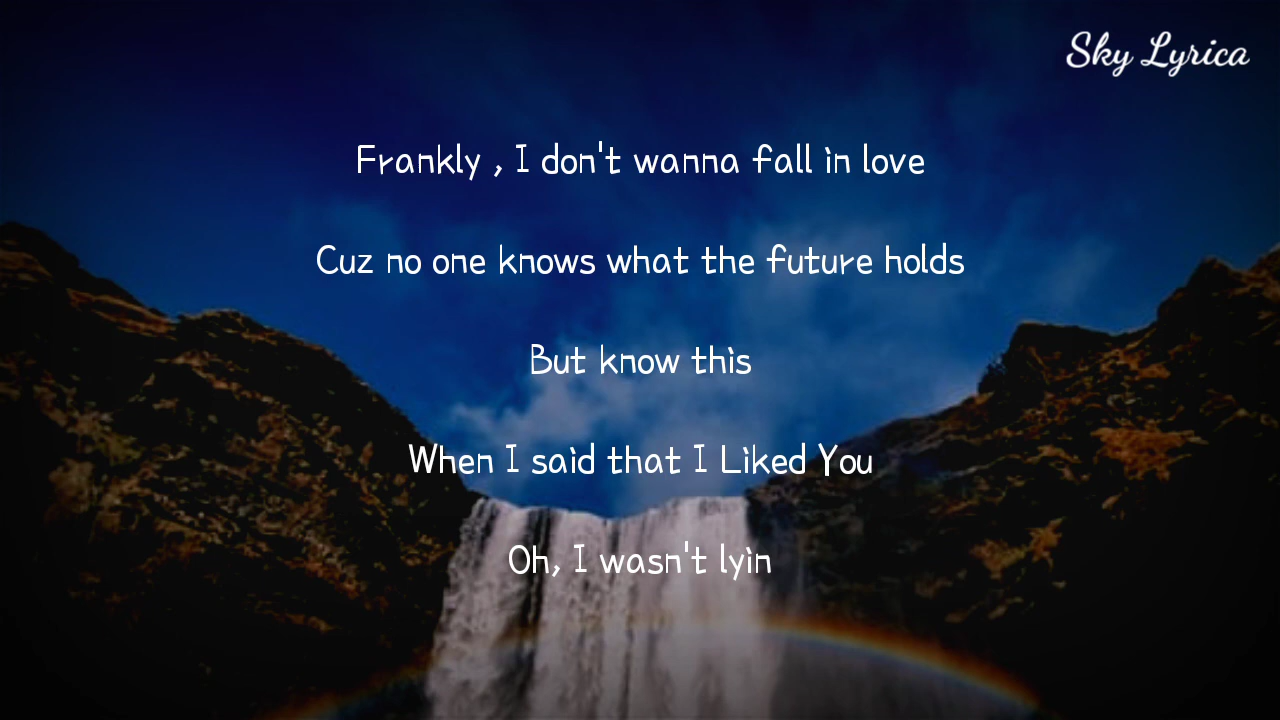 Sky Lyrica
Frankly , I don't wanna fall in love
Cuz no one knows what the future holds
But know this
When I said that I Liked You
Oh, I wasn't lyin